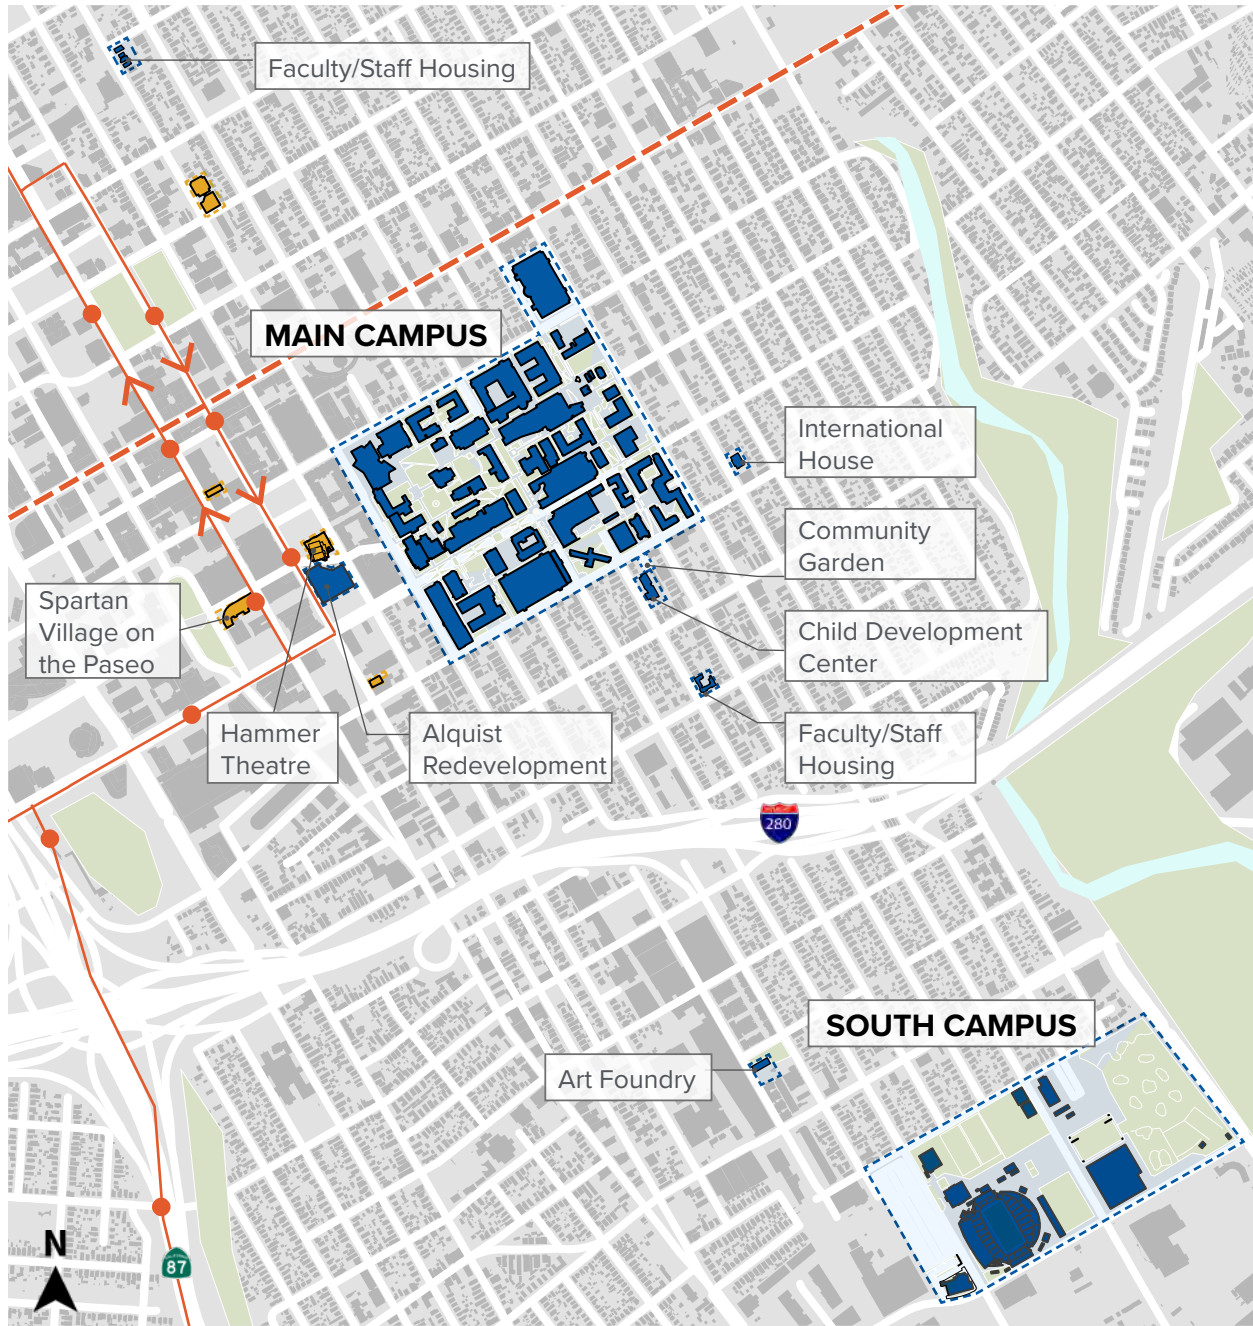 Faculty/Staff Housing
MAIN CAMPUS
International
House
Community
Garden
Spartan
Village on
the Paseo
Child Development
Center
Hammer
Theatre
Alquist
Redevelopment
Faculty/Staff
Housing
280
SOUTH CAMPUS
Art Foundry
N
87